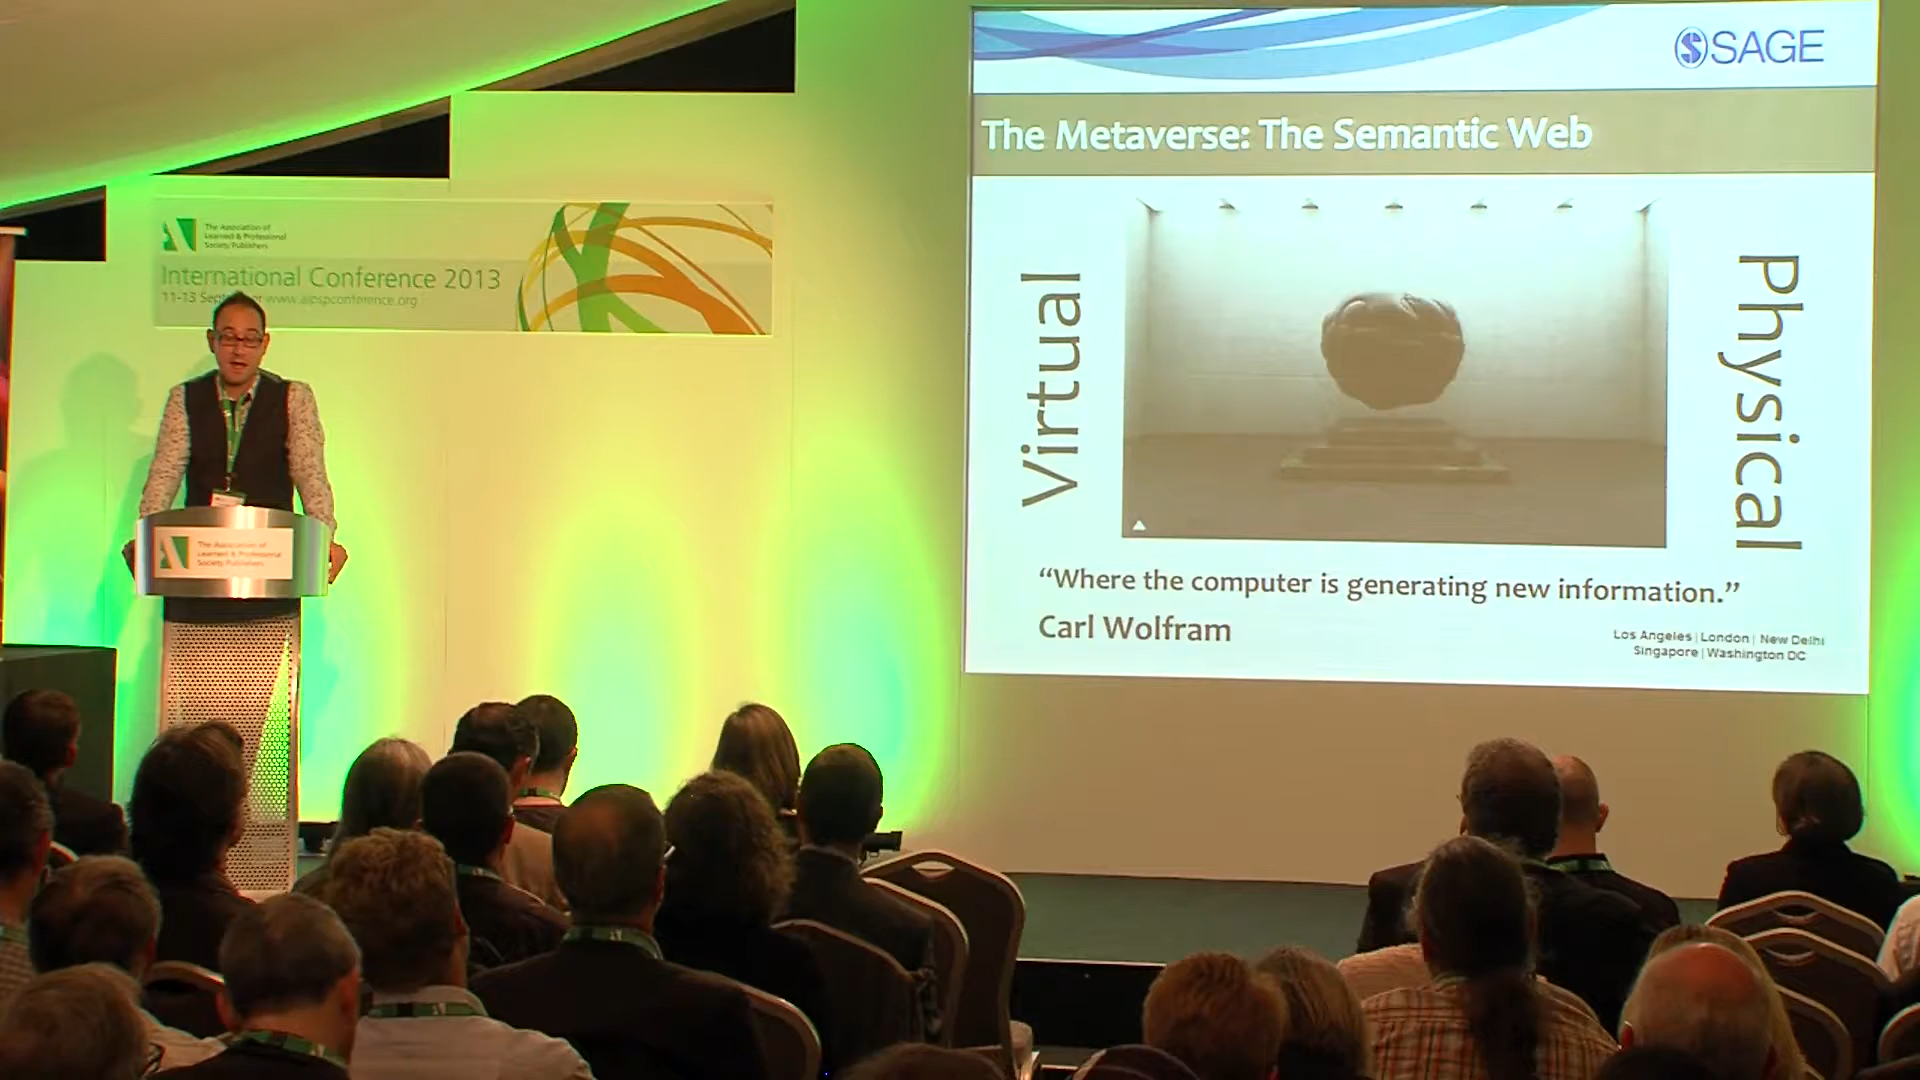 SAGE
The Metaverse: The Semantic Web
The Association of
Learned & Professional
Society Publishers
International Conference 2013
11-13 September www.alpspconference.org
Virtual
Physical
“Where the computer is generating new information.”
Carl Wolfram
Los Angeles | London | New Delhi
Singapore | Washington DC
The Association of
Learned & Professional
Society Publishers